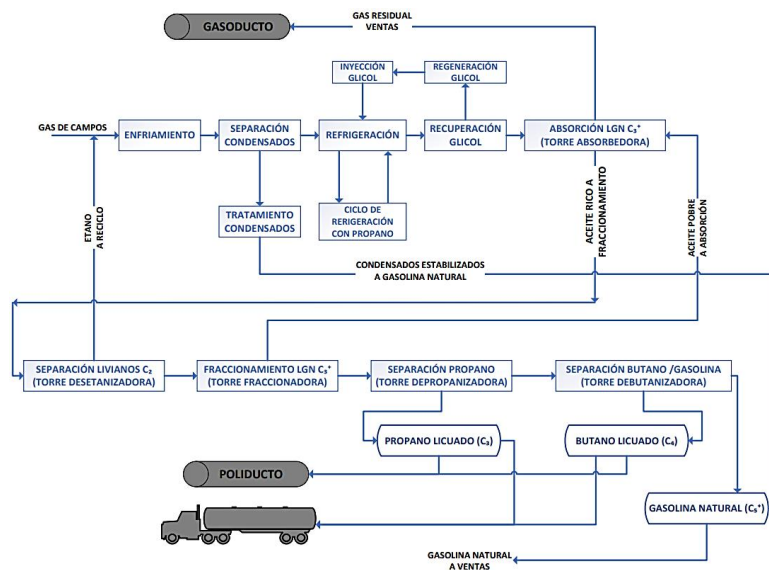 GAS RESIDUAL
VENTAS
GASODUCTO
INYECCIÓN
GLICOL
REGENERACIÓN
GLICOL
GAS DE CAMPOS
ENFRIAMIENTO
SEPARACIÓN
CONDENSADOS
REFRIGERACIÓN
RECUPERACIÓN
GLICOL
ABSORCIÓN LGN C₃⁺
(TORRE ABSORBEDORA)
ETANO
A RECICLO
TRATAMIENTO
CONDENSADOS
CICLO DE
RERIGERACIÓN
CON PROPANO
ACEITE RICO A
FRACCIONAMIENTO
ACEITE POBRE
A ABSORCIÓN
CONDENSADOS ESTABILIZADOS
A GASOLINA NATURAL
SEPARACIÓN LIVIANOS C₂
(TORRE DESETANIZADORA)
FRACCIONAMIENTO LGN C₃⁺
(TORRE FRACCIONADORA)
SEPARACIÓN PROPANO
(TORRE DEPROPANIZADORA)
SEPARACIÓN BUTANO /GASOLINA
(TORRE DEBUTANIZADORA)
PROPANO LICUADO (C₃)
BUTANO LICUADO (C₄)
POLIDUCTO
GASOLINA NATURAL (C₅⁺)
GASOLINA NATURAL
A VENTAS